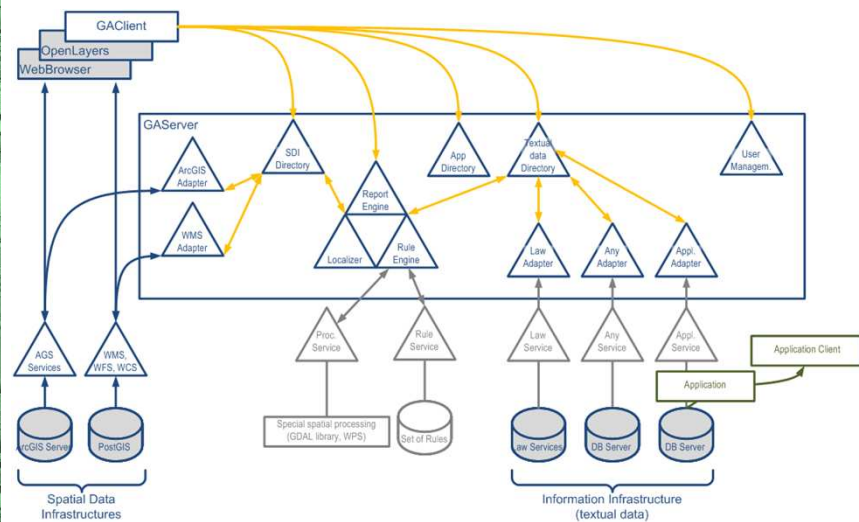 GAClient
OpenLayers
WebBrowser
GAServer
ArcGIS
Adapter
SDI
Directory
App
Directory
Textual
data
Directory
User
Managem.
Report
Engine
WMS
Adapter
Localizer
Rule
Engine
Law
Adapter
Any
Adapter
Appl.
Adapter
AGS
Services
WMS,
WFS, WCS
Proc.
Service
Rule
Service
Law
Service
Any
Service
Appl.
Service
Application Client
Application
ArcGIS Server
PostGIS
Special spatial processing
(GDAL library, WPS)
Set of Rules
Law Services
DB Server
DB Server
Spatial Data
Infrastructures
Information Infrastructure
(textual data)